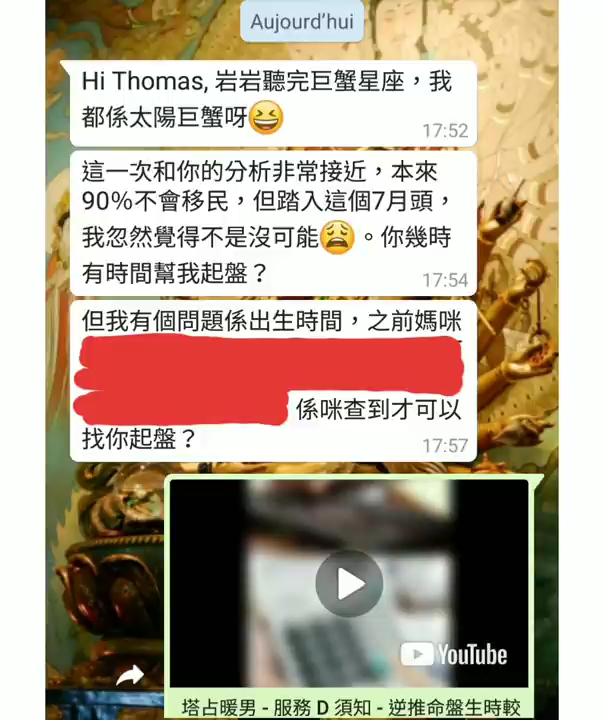 Aujourd'hui
Hi Thomas, 岩岩聽完巨蟹星座，我
都係太陽巨蟹呀😆
17:52
這一次和你的分析非常接近，本來
90%不會移民，但踏入這個7月頭，
我忽然覺得不是沒可能😩。你幾時
有時間幫我起盤？
17:54
但我有個問題係出生時間，之前媽咪
係咪查到才可以
找你起盤？
17:57
YouTube
塔占暖男 - 服務 D 須知 - 逆推命盤生時較